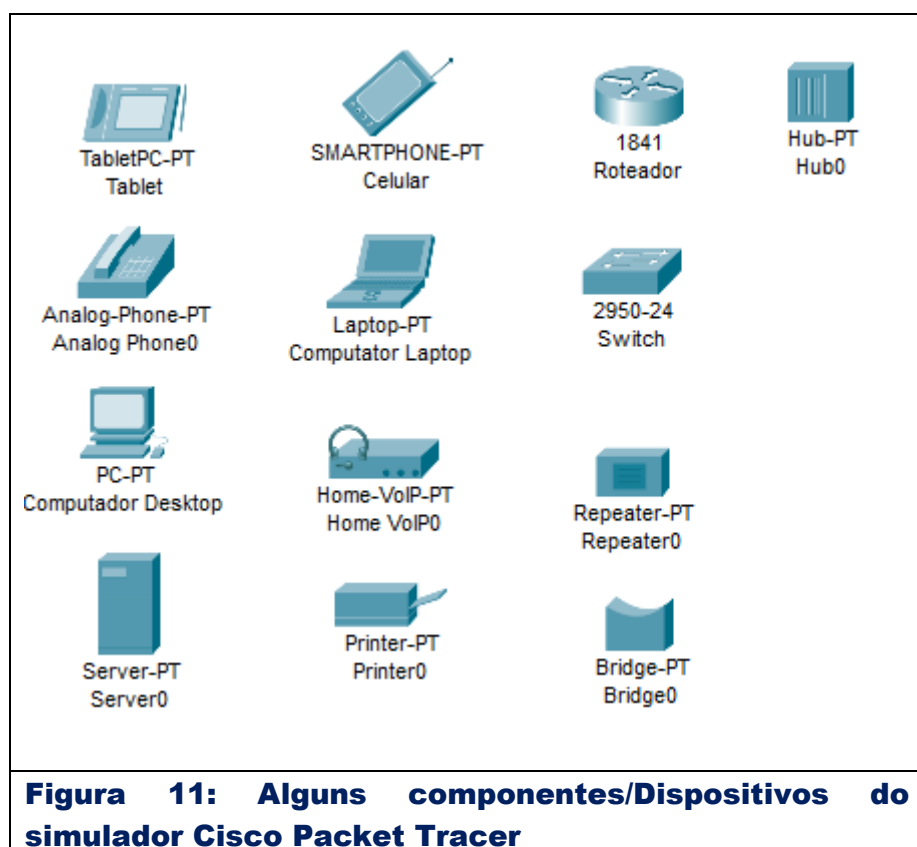 TabletPC-PT
Tablet
SMARTPHONE-PT
Celular
1841
Roteador
Hub-PT
Hub0
Analog-Phone-PT
Analog Phone0
Laptop-PT
Computator Laptop
2950-24
Switch
PC-PT
Computador Desktop
Home-VoIP-PT
Home VoIP0
Repeater-PT
Repeater0
Server-PT
Server0
Printer-PT
Printer0
Bridge-PT
Bridge0
Figura 11: Alguns componentes/Dispositivos do
simulador Cisco Packet Tracer